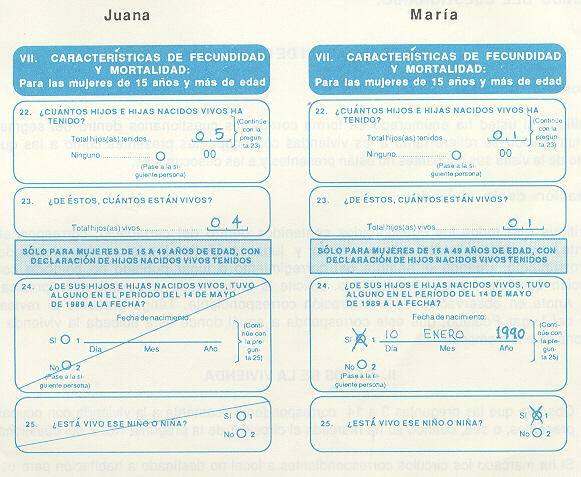 Juana
VII. CARACTERÍSTICAS DE FECUNDIDAD
Y MORTALIDAD:
Para las mujeres de 15 años y más de edad
22. ¿CUÁNTOS HIJOS E HIJAS NACIDOS VIVOS HA
TENIDO?
Total hijos(as) tenidos.. 05 (Continúe
con la
pregunta
23)
Ninguno 00
(Pase a la siguiente
persona)
23. ¿DE ÉSTOS, CUÁNTOS ESTÁN VIVOS?
Total hijos(as) vivos 04
SÓLO PARA MUJERES DE 15 A 49 AÑOS DE EDAD, CON
DECLARACIÓN DE HIJOS NACIDOS VIVOS TENIDOS
24. ¿DE SUS HIJOS E HIJAS NACIDOS VIVOS, TUVO
ALGUNO EN EL PERÍODO DEL 14 DE MAYO
DE 1989 A LA FECHA?
Fecha de nacimiento:
SÍ 1
Día Mes Año
(Continúe
con
la pregunta
25)
No 2
(Pase a la siguiente
persona)
25. ¿ESTÁ VIVO ESE NIÑO O NIÑA?
SÍ 1
No 2
María
VII. CARACTERÍSTICAS DE FECUNDIDAD
Y MORTALIDAD:
Para las mujeres de 15 años y más de edad
22. ¿CUÁNTOS HIJOS E HIJAS NACIDOS VIVOS HA
TENIDO?
Total hijos(as) tenidos.. 01 (Continúe
con la
pregunta
23)
Ninguno 00
(Pase a la siguiente
persona)
23. ¿DE ÉSTOS, CUÁNTOS ESTÁN VIVOS?
Total hijos(as) vivos 01
SÓLO PARA MUJERES DE 15 A 49 AÑOS DE EDAD, CON
DECLARACIÓN DE HIJOS NACIDOS VIVOS TENIDOS
24. ¿DE SUS HIJOS E HIJAS NACIDOS VIVOS, TUVO
ALGUNO EN EL PERÍODO DEL 14 DE MAYO
DE 1989 A LA FECHA?
Fecha de nacimiento:
SÍ 1 10 ENERO 1990
Día Mes Año
(Continúe
con
la pregunta
25)
No 2
(Pase a la siguiente
persona)
25. ¿ESTÁ VIVO ESE NIÑO O NIÑA?
SÍ 1
No 2